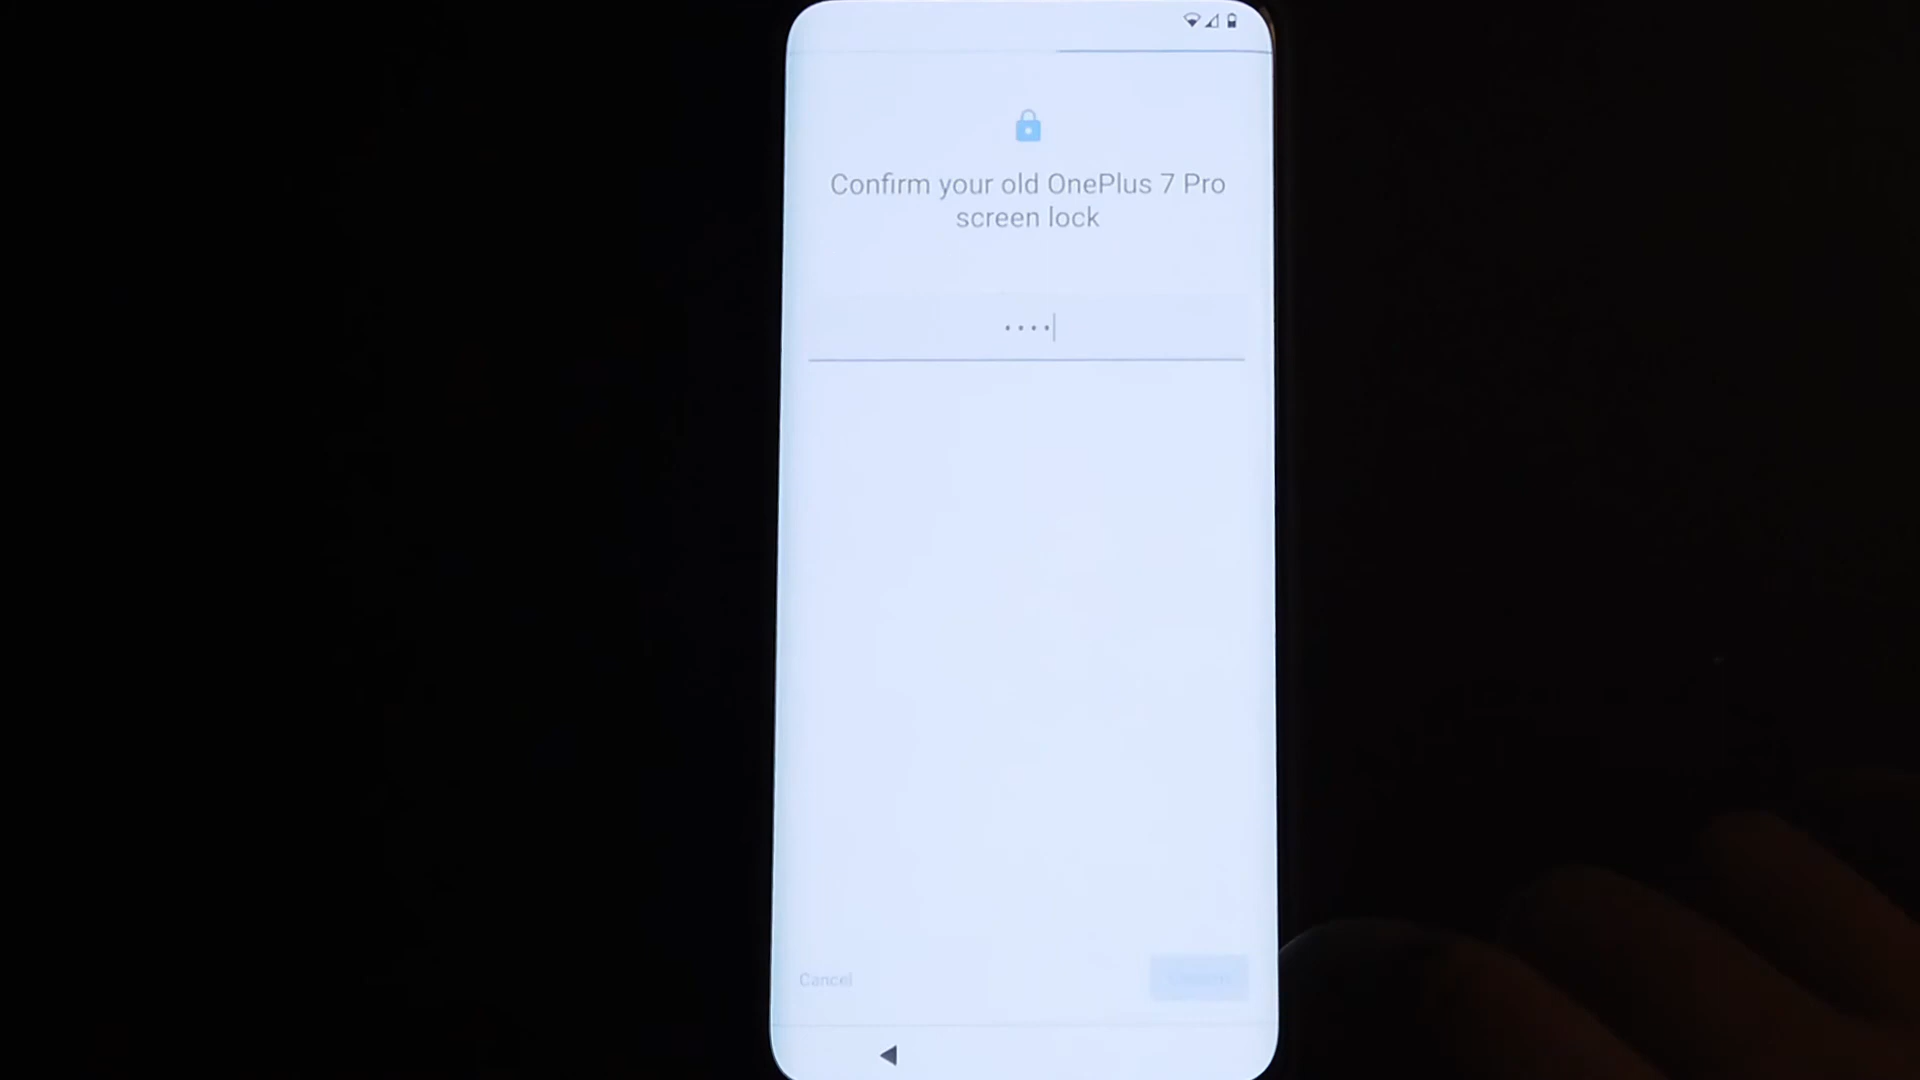 Confirm your old OnePlus 7 Pro
screen lock
••••
Cancel